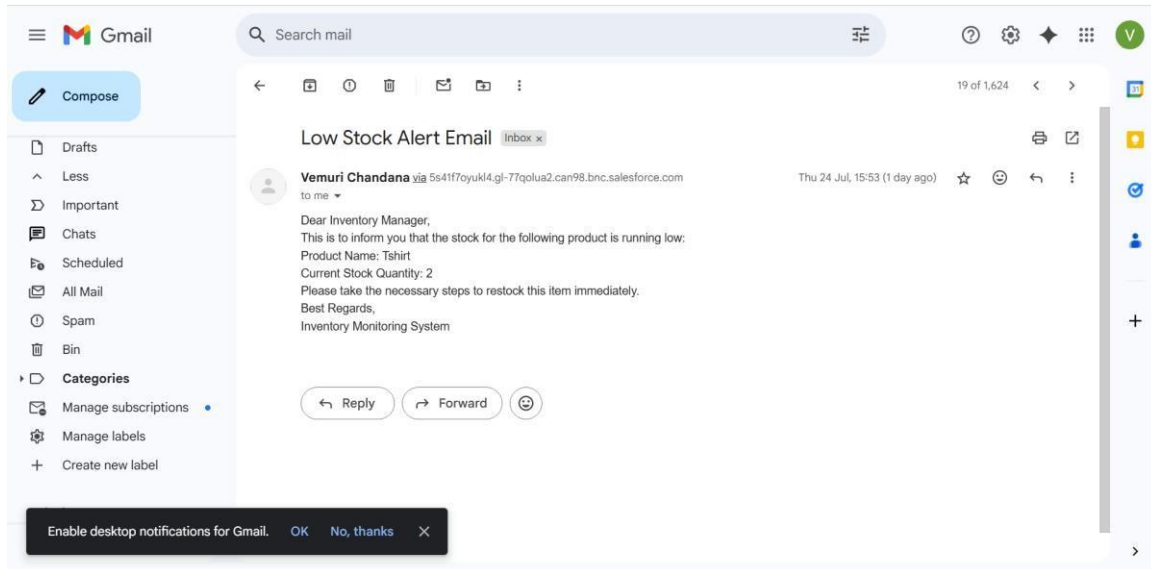 Gmail
Search mail
V
Compose
19 of 1,624
31
Low Stock Alert Email Inbox x
Drafts
Less
Important
Chats
Scheduled
All Mail
Spam
Bin
Categories
Manage subscriptions
Manage labels
Create new label
Vemuri Chandana via 5s41f7oyukl4.gl-77qolua2.can98.bnc.salesforce.com Thu 24 Jul, 15:53 (1 day ago)
to me
Dear Inventory Manager,
This is to inform you that the stock for the following product is running low:
Product Name: Tshirt
Current Stock Quantity: 2
Please take the necessary steps to restock this item immediately.
Best Regards,
Inventory Monitoring System
Reply Forward
Enable desktop notifications for Gmail. OK No, thanks